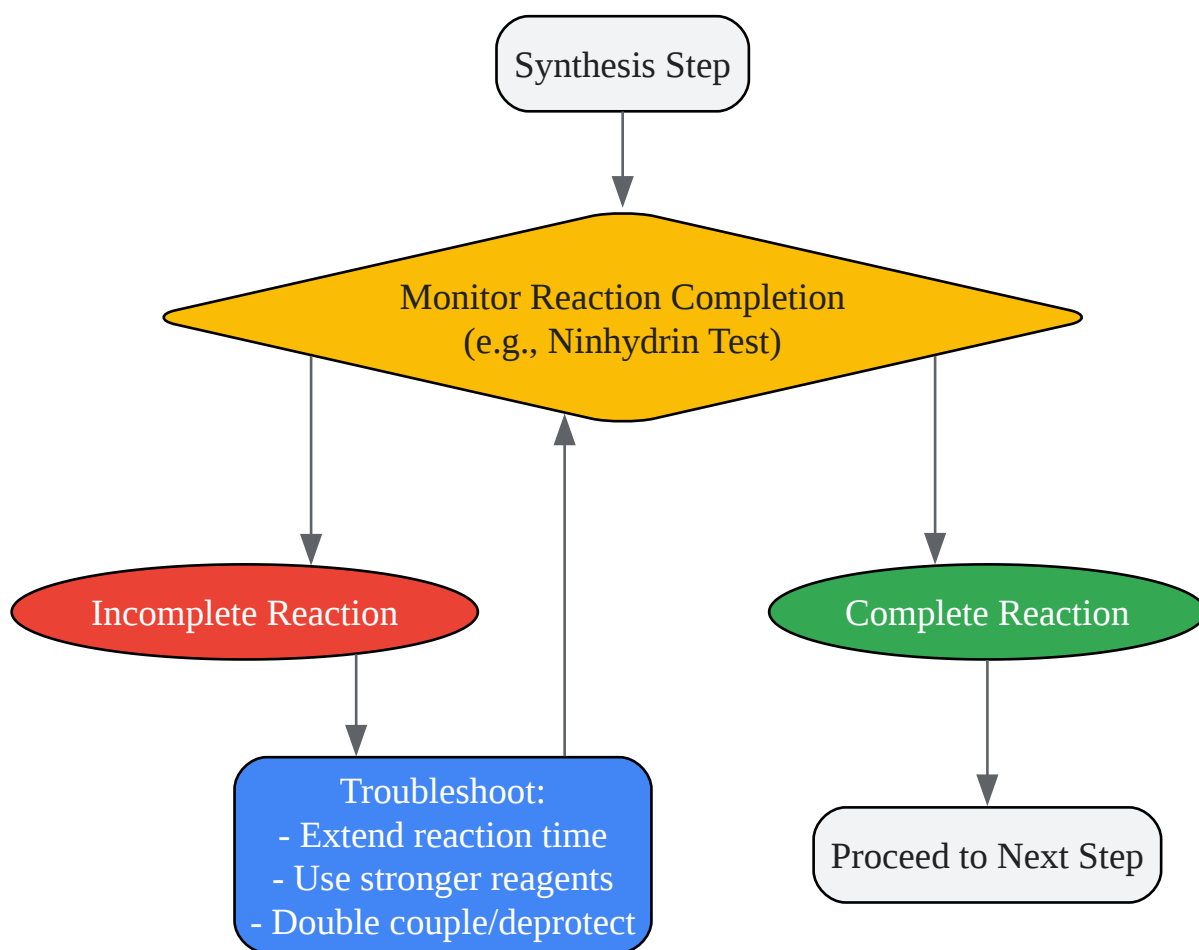 Synthesis Step
Monitor Reaction Completion
(e.g., Ninhydrin Test)
Incomplete Reaction
Complete Reaction
Troubleshoot:
- Extend reaction time
- Use stronger reagents
- Double couple/deprotect
Proceed to Next Step